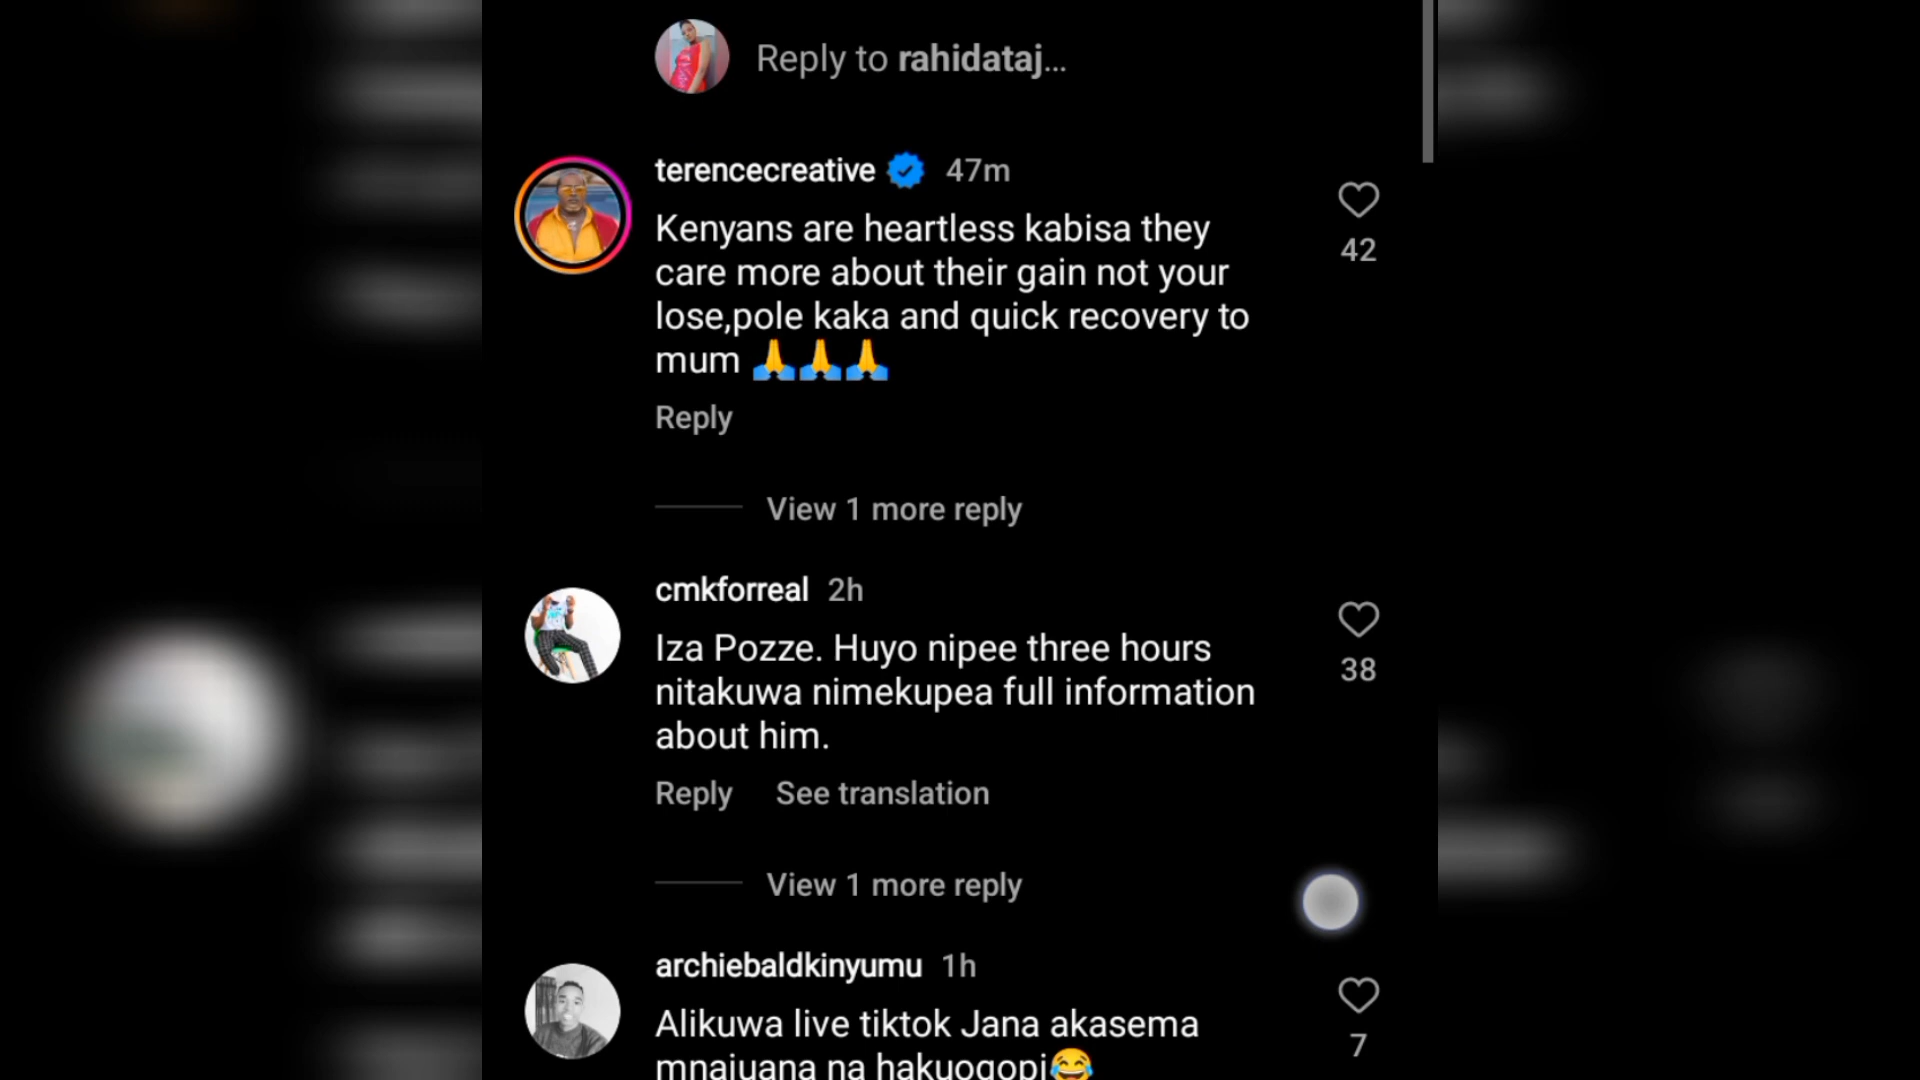 Reply to rahidataj...
terencecreative 47m
Kenyans are heartless kabisa they
care more about their gain not your
lose,pole kaka and quick recovery to
mum 🙏🙏🙏
42
Reply
View 1 more reply
cmkforreal 2h
Iza Pozze. Huyo nipee three hours
nitakuwa nimekupea full information
about him.
38
Reply See translation
View 1 more reply
archiebaldkinyumu 1h
Alikuwa live tiktok Jana akasema
mnajuana na hakuogopi😂
7